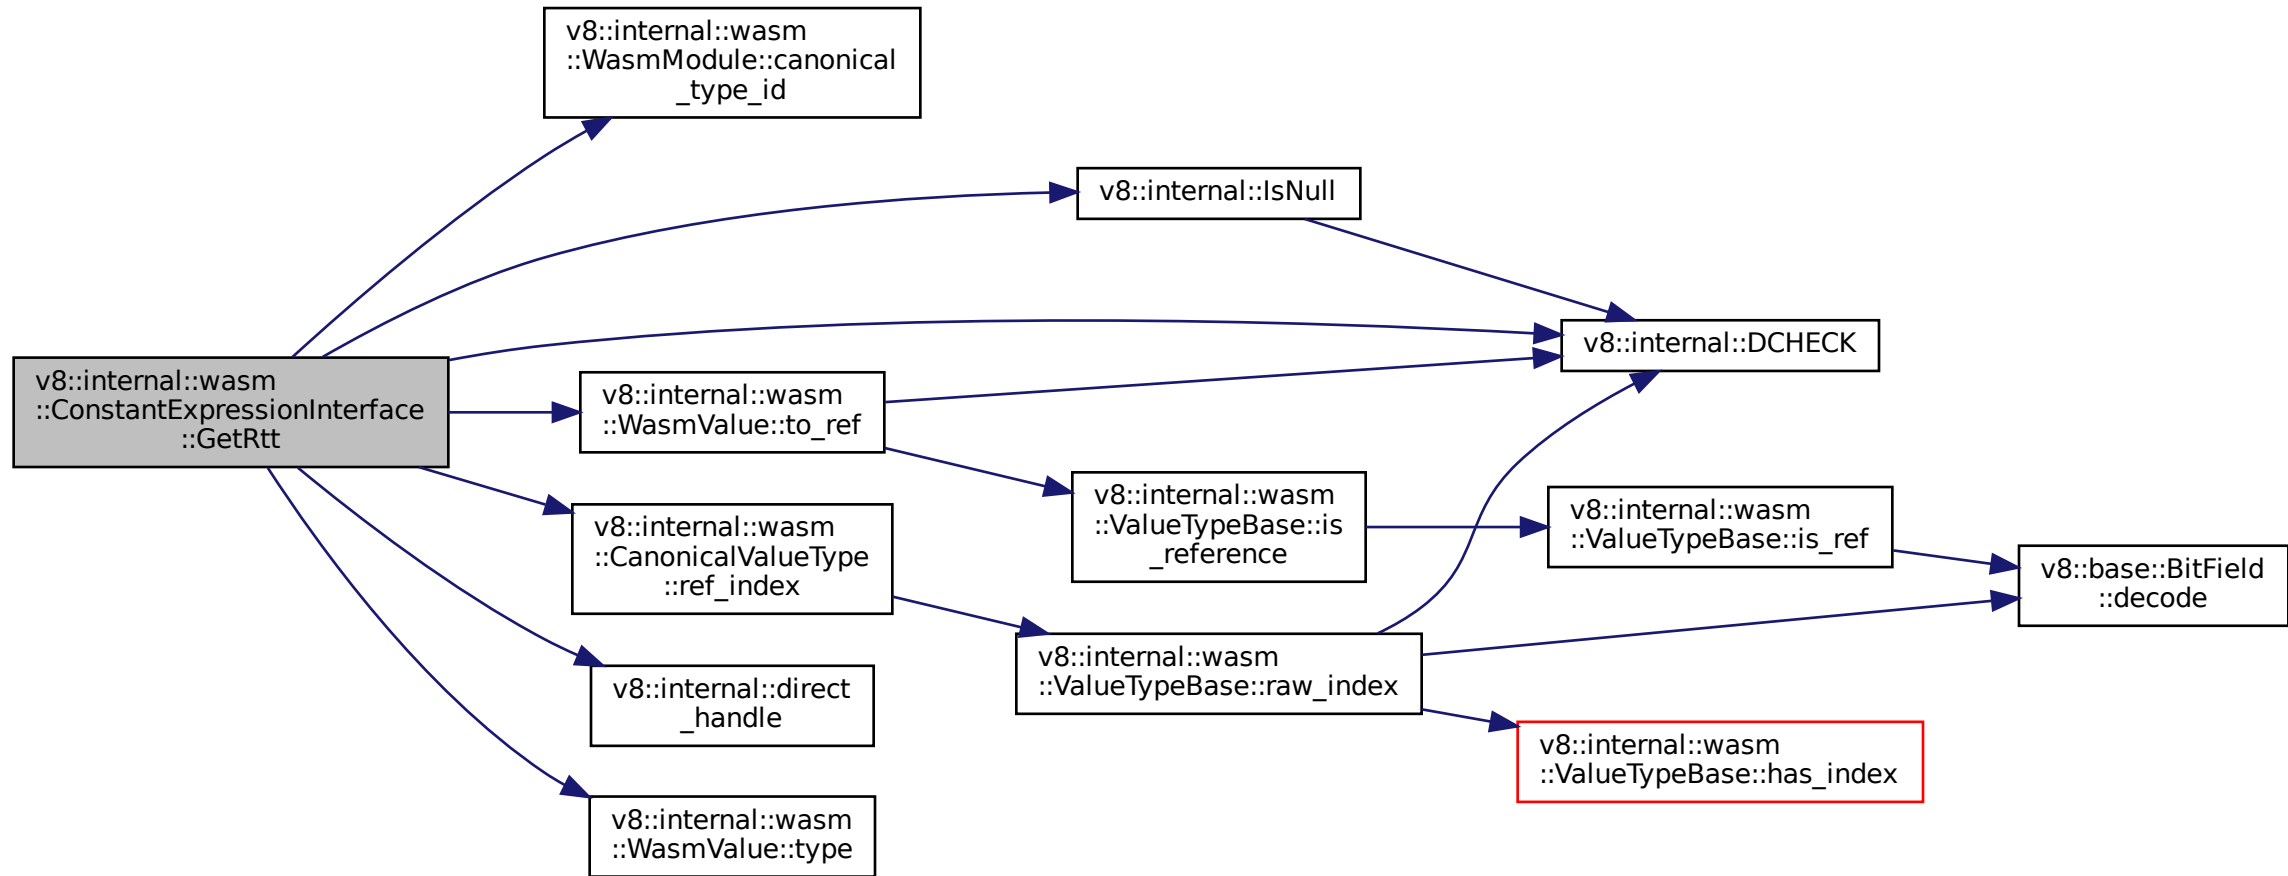 v8::internal::wasm
::WasmModule::canonical
_type_id
v8::internal::IsNull
v8::internal::DCHECK
v8::internal::wasm
::ConstantExpressionInterface
::GetRtt
v8::internal::wasm
::WasmValue::to_ref
v8::internal::wasm
::ValueTypeBase::is
_reference
v8::internal::wasm
::ValueTypeBase::is_ref
v8::internal::wasm
::CanonicalValueType
::ref_index
v8::base::BitField
::decode
v8::internal::wasm
::ValueTypeBase::raw_index
v8::internal::direct
_handle
v8::internal::wasm
::ValueTypeBase::has_index
v8::internal::wasm
::WasmValue::type